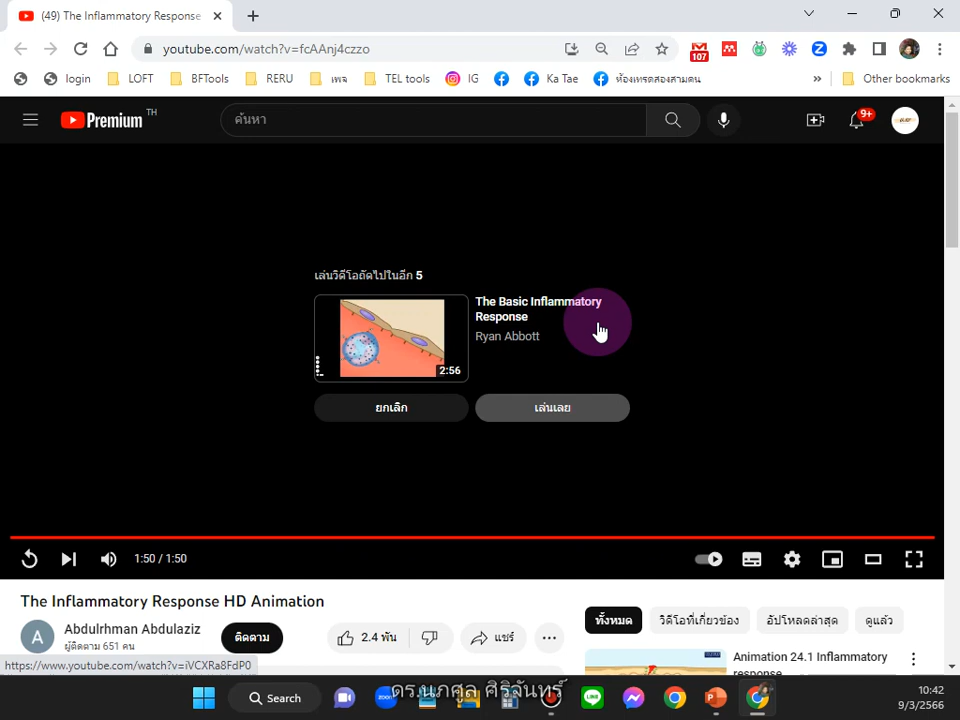 (49) The Inflammatory Response
youtube.com/watch?v=fcAAnj4czzo
107
login
LOFT
BFTools
RERU
เพจ
TEL tools
IG
Ka Tae
ห้องเทรดสองสามคน
»
Other bookmarks
Premium TH
ค้นหา
9+
เล่นวิดีโอถัดไปในอีก 5
The Basic Inflammatory
Response
Ryan Abbott
2:56
ยกเลิก
เล่นเลย
1:50 / 1:50
The Inflammatory Response HD Animation
A
Abdulrhman Abdulaziz
ผู้ติดตาม 651 คน
ติดตาม
2.4 พัน
แชร์
ทั้งหมด
วิดีโอที่เกี่ยวข้อง
อัปโหลดล่าสุด
ดูแล้ว
Animation 24.1 Inflammatory
response
https://www.youtube.com/watch?v=iVCXRa8FdP0
Search
zoom
ดร.นภศูล ศิริจันทร์
10:42
9/3/2566